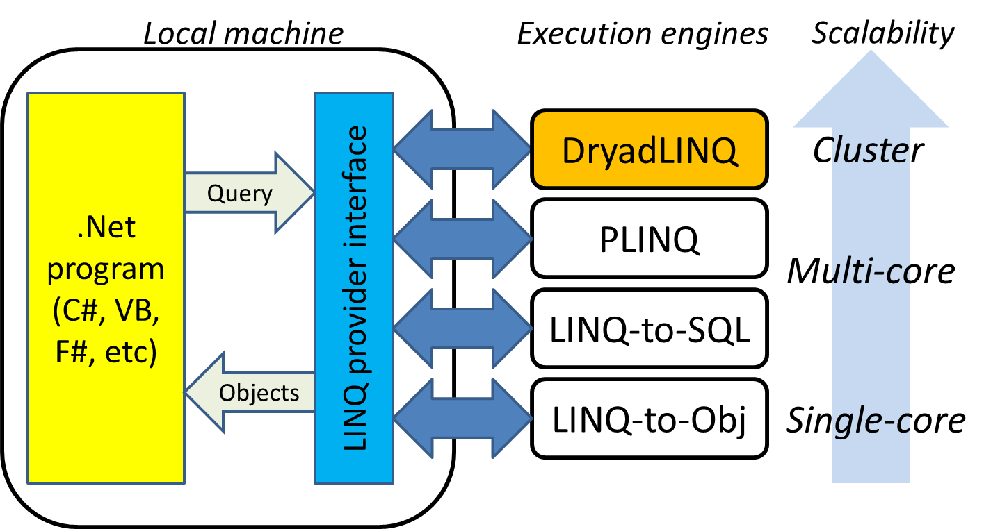 Local machine
Execution engines
Scalability
.Net
program
(C#, VB,
F#, etc)
Query
Objects
LINQ provider interface
DryadLINQ
PLINQ
LINQ-to-SQL
LINQ-to-Obj
Cluster
Multi-core
Single-core